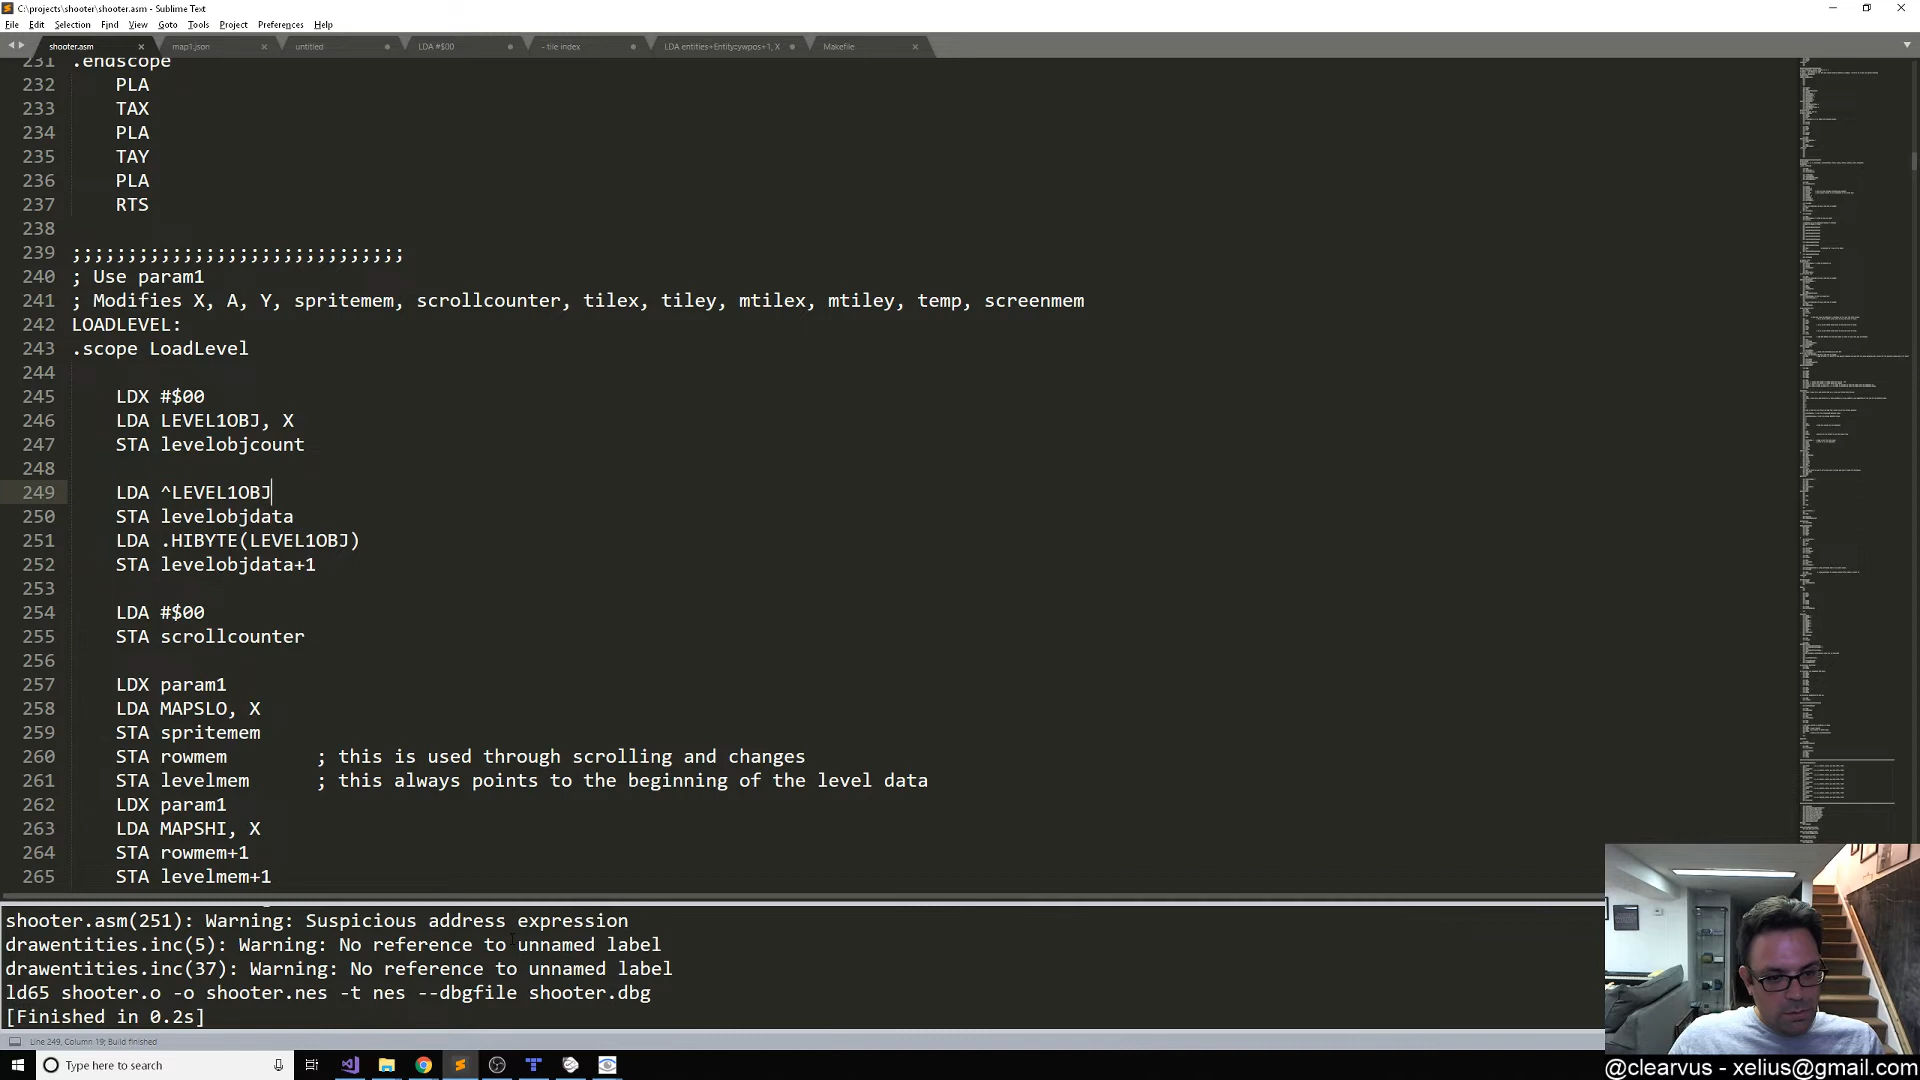 C:\projects\shooter\shooter.asm - Sublime Text
File Edit Selection Find View Goto Tools Project Preferences Help
shooter.asm map1.json untitled LDA #$00 - tile index LDA entities+Entity::ypos+1, X Makefile
231 .endscope
232 PLA
233 TAX
234 PLA
235 TAY
236 PLA
237 RTS
238
239 ;;;;;;;;;;;;;;;;;;;;;;;;;;;;;;
240 ; Use param1
241 ; Modifies X, A, Y, spritemem, scrollcounter, tilex, tiley, mtilex, mtiley, temp, screenmem
242 LOADLEVEL:
243 .scope LoadLevel
244
245 LDX #$00
246 LDA LEVEL1OBJ, X
247 STA levelobjcount
248
249 LDA ^LEVEL1OBJ
250 STA levelobjdata
251 LDA .HIBYTE(LEVEL1OBJ)
252 STA levelobjdata+1
253
254 LDA #$00
255 STA scrollcounter
256
257 LDX param1
258 LDA MAPSLO, X
259 STA spritemem
260 STA rowmem ; this is used through scrolling and changes
261 STA levelmem ; this always points to the beginning of the level data
262 LDX param1
263 LDA MAPSHI, X
264 STA rowmem+1
265 STA levelmem+1
shooter.asm(251): Warning: Suspicious address expression
drawentities.inc(5): Warning: No reference to unnamed label
drawentities.inc(37): Warning: No reference to unnamed label
ld65 shooter.o -o shooter.nes -t nes --dbgfile shooter.dbg
[Finished in 0.2s]
Line 249, Column 19; Build finished
Type here to search
@clearvus - xelius@gmail.com